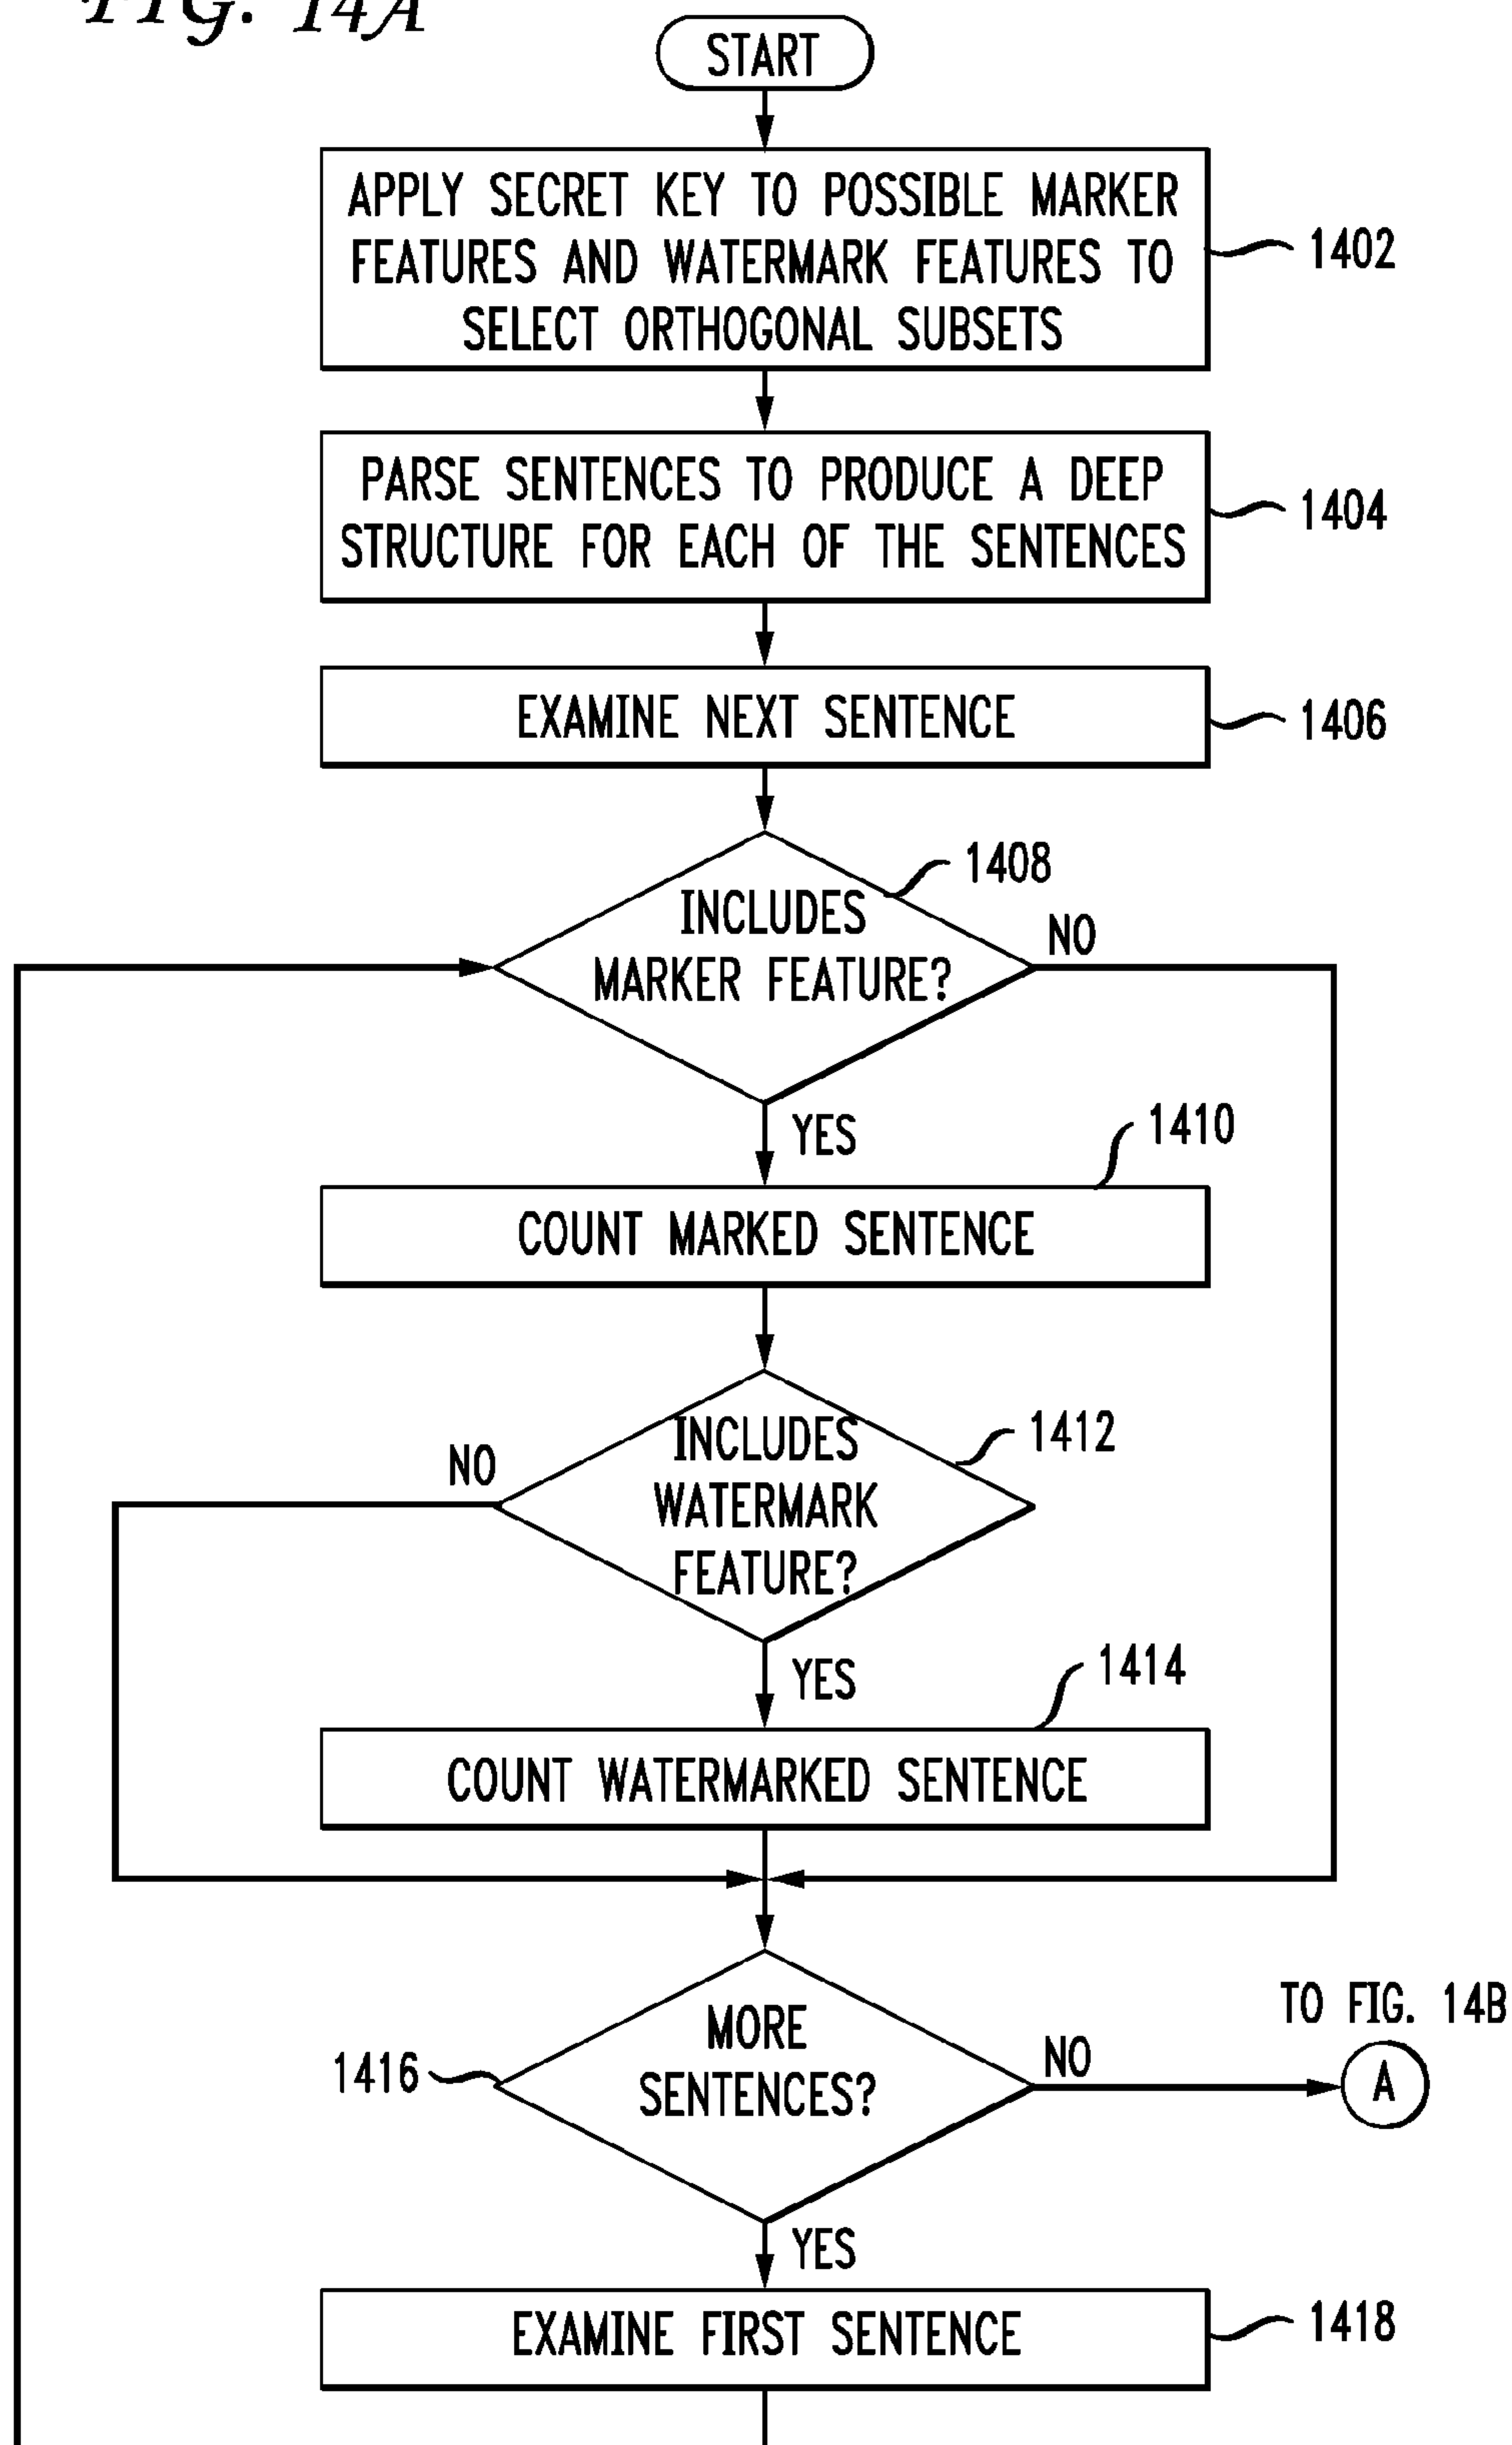 FIG. 14A
START
APPLY SECRET KEY TO POSSIBLE MARKER
FEATURES AND WATERMARK FEATURES TO
SELECT ORTHOGONAL SUBSETS
1402
PARSE SENTENCES TO PRODUCE A DEEP
STRUCTURE FOR EACH OF THE SENTENCES
1404
EXAMINE NEXT SENTENCE
1406
1408
INCLUDES
MARKER FEATURE?
NO
YES
1410
COUNT MARKED SENTENCE
1412
INCLUDES
WATERMARK
FEATURE?
NO
YES
1414
COUNT WATERMARKED SENTENCE
MORE
SENTENCES?
1416
NO
TO FIG. 14B
A
YES
EXAMINE FIRST SENTENCE
1418